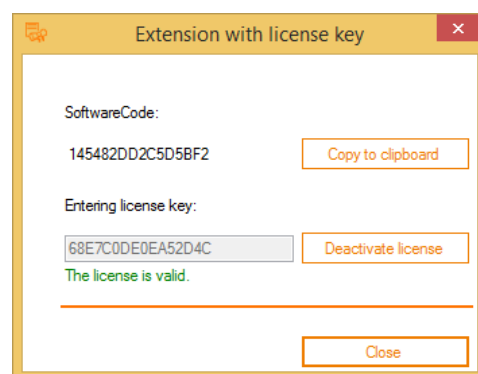 Extension with license key
SoftwareCode:
145482DD2C5D5BF2
Copy to clipboard
Entering license key:
68E7C0DE0EA52D4C
Deactivate license
The license is valid.
Close